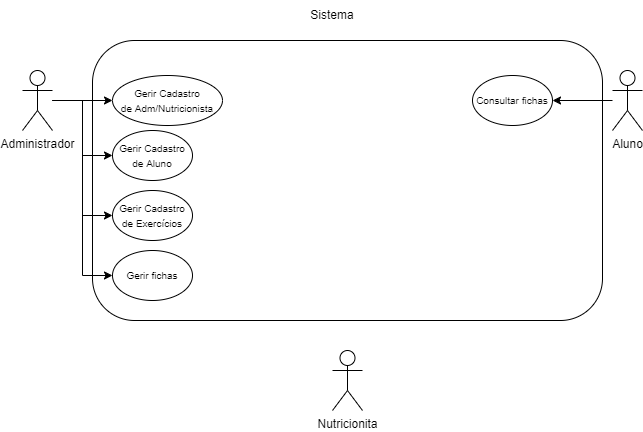 Sistema
Gerir Cadastro
de Adm/Nutricionista
Consultar fichas
Administrador
Aluno
Gerir Cadastro
de Aluno
Gerir Cadastro
de Exercícios
Gerir fichas
Nutricionita